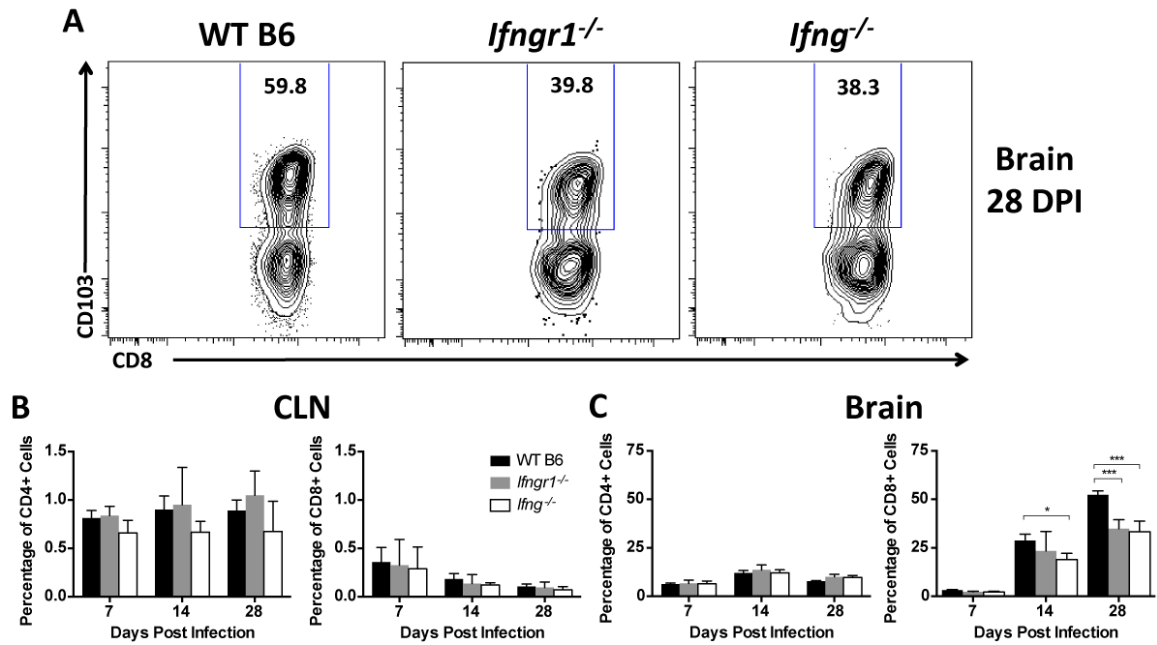 A
WT B6
Ifngr1-/-
Ifng-/-
59.8
39.8
38.3
Brain
28 DPI
CD103
CD8
B
CLN
C
Brain
Percentage of CD4+ Cells
1.5
1.0
0.5
0.0
7
14
28
Days Post Infection
Percentage of CD8+ Cells
1.5
1.0
0.5
0.0
7
14
28
Days Post Infection
WT B6
Ifngr1-/-
Ifng-/-
Percentage of CD4+ Cells
75
50
25
0
7
14
28
Days Post Infection
Percentage of CD8+ Cells
75
50
25
0
*
***
***
7
14
28
Days Post Infection